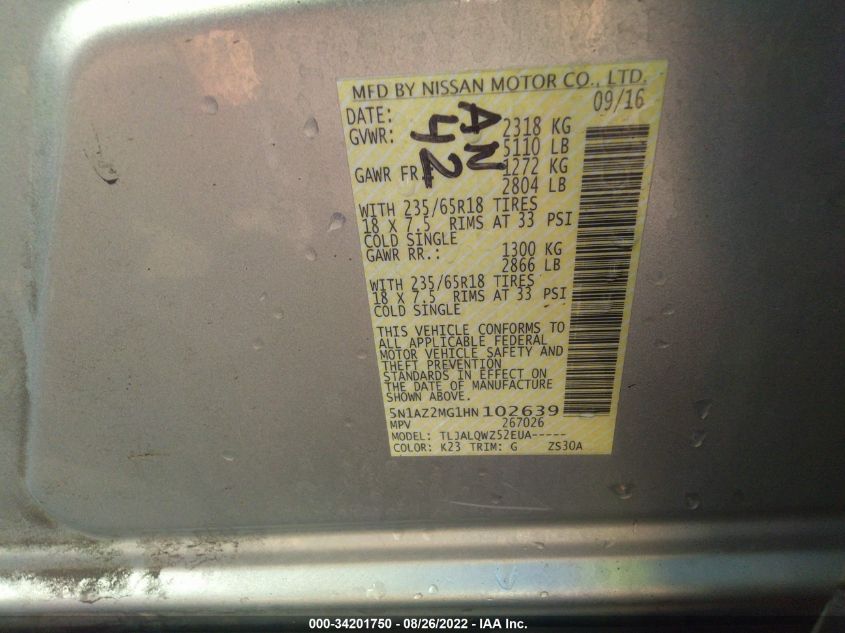 MFD BY NISSAN MOTOR CO., LTD.
DATE: 09/16
GVWR: 2318 KG
5110 LB
GAWR FR. 1272 KG
2804 LB
WITH 235/65R18 TIRES
18 X 7.5 RIMS AT 33 PSI
COLD SINGLE
GAWR RR.: 1300 KG
2866 LB
WITH 235/65R18 TIRES
18 X 7.5 RIMS AT 33 PSI
COLD SINGLE
THIS VEHICLE CONFORMS TO
ALL APPLICABLE FEDERAL
MOTOR VEHICLE SAFETY AND
THEFT PREVENTION
STANDARDS IN EFFECT ON
THE DATE OF MANUFACTURE
SHOWN ABOVE.
5N1AZ2MG1HN102639
MPV 267026
MODEL: TLJALQWZ52EUA-----
COLOR: K23 TRIM: G ZS30A
AN
42
000-34201750 - 08/26/2022 - IAA Inc.